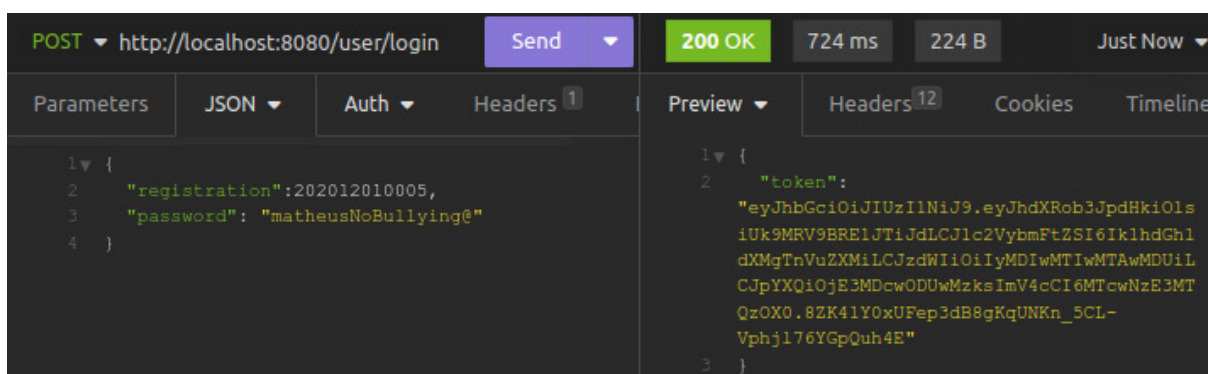 POST http://localhost:8080/user/login Send
200 OK 724 ms 224 B Just Now
Parameters JSON Auth Headers 1
Preview Headers 12 Cookies Timeline
1 {
2 "registration":202012010005,
3 "password": "matheusNoBullying@"
4 }
1 {
2 "token":
"eyJhbGciOiJIUzI1NiJ9.eyJhdXRob3JpdHkiOls
iUk9MRV9BRE1JTiJdLCJ1c2VybmFtZSI6Ik1hdGhl
dXMgTnVuZXMiLCJzdWIiOiIyMDIwMTIwMTAwMDUiL
CJpYXQiOjE3MDcwODUwMzksImV4cCI6MTcwNzE3MT
QzOX0.8ZK41Y0xUFep3dB8gKqUNKn_5CL-
Vphjl76YGpQuh4E"
3 }